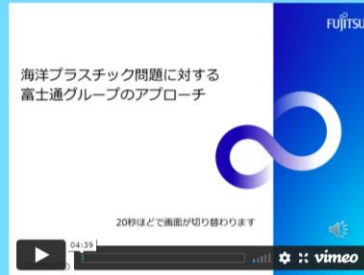 FUJITSU
海洋プラスチック問題に対する
富士通グループのアプローチ
20秒ほどで画面が切り替わります
04:39
vimeo